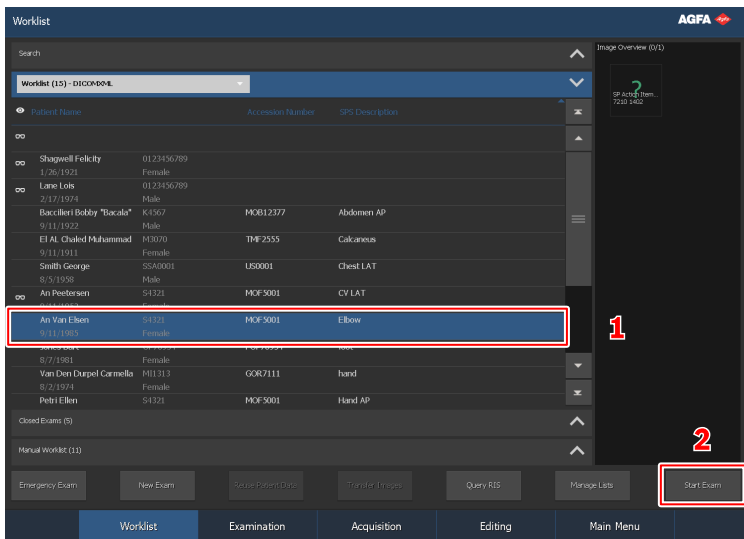 Worklist
AGFA
Search
Image Overview (0/1)
Worklist (15) - DICOMXML
?
SP Action Item...
7210 1402
Patient Name Accession Number SPS Description
Shagwell Felicity 0123456789
1/26/1921 Female
Lane Lois 0123456789
2/17/1974 Male
Baccilieri Bobby "Bacala" K4567 MOB12377 Abdomen AP
9/11/1922 Male
El AL Chaled Muhammad M3070 TMF2555 Calcaneus
9/11/1911 Female
Smith George SSA0001 US0001 Chest LAT
8/5/1958 Male
An Peetersen S4321 MOF5001 CV LAT
An Van Elsen S4321 MOF5001 Elbow
9/11/1985 Female
1
8/7/1981 Female
Van Den Durpel Carmella MI1313 GOR7111 hand
8/2/1974 Female
Petri Ellen S4321 MOF5001 Hand AP
Closed Exams (5)
Manual Worklist (11)
2
Emergency Exam New Exam Reuse Patient Data Transfer Images Query RIS Manage Lists Start Exam
Worklist Examination Acquisition Editing Main Menu